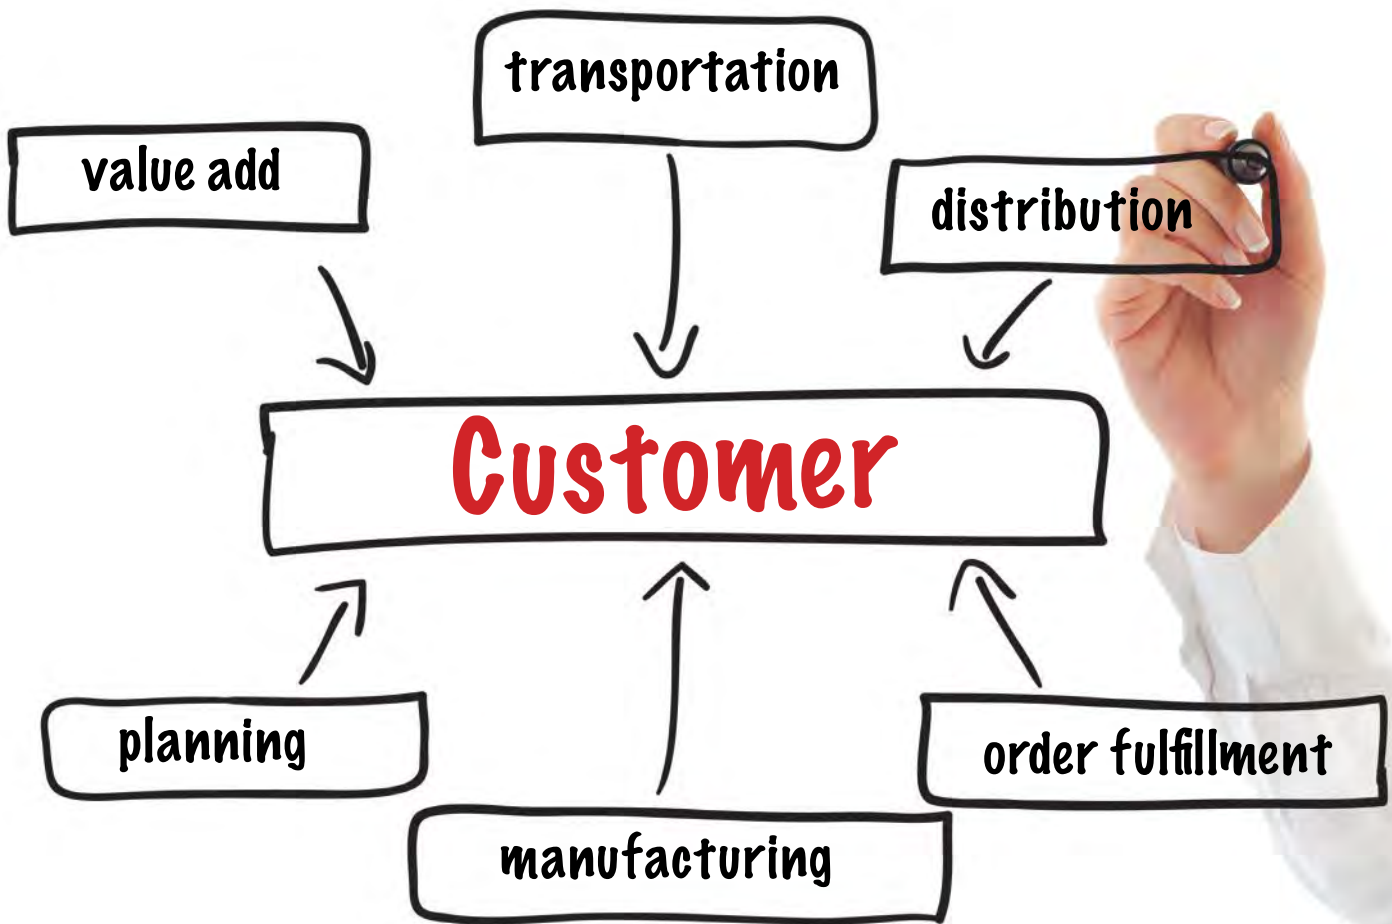 transportation
value add
distribution
Customer
planning
order fulfillment
manufacturing